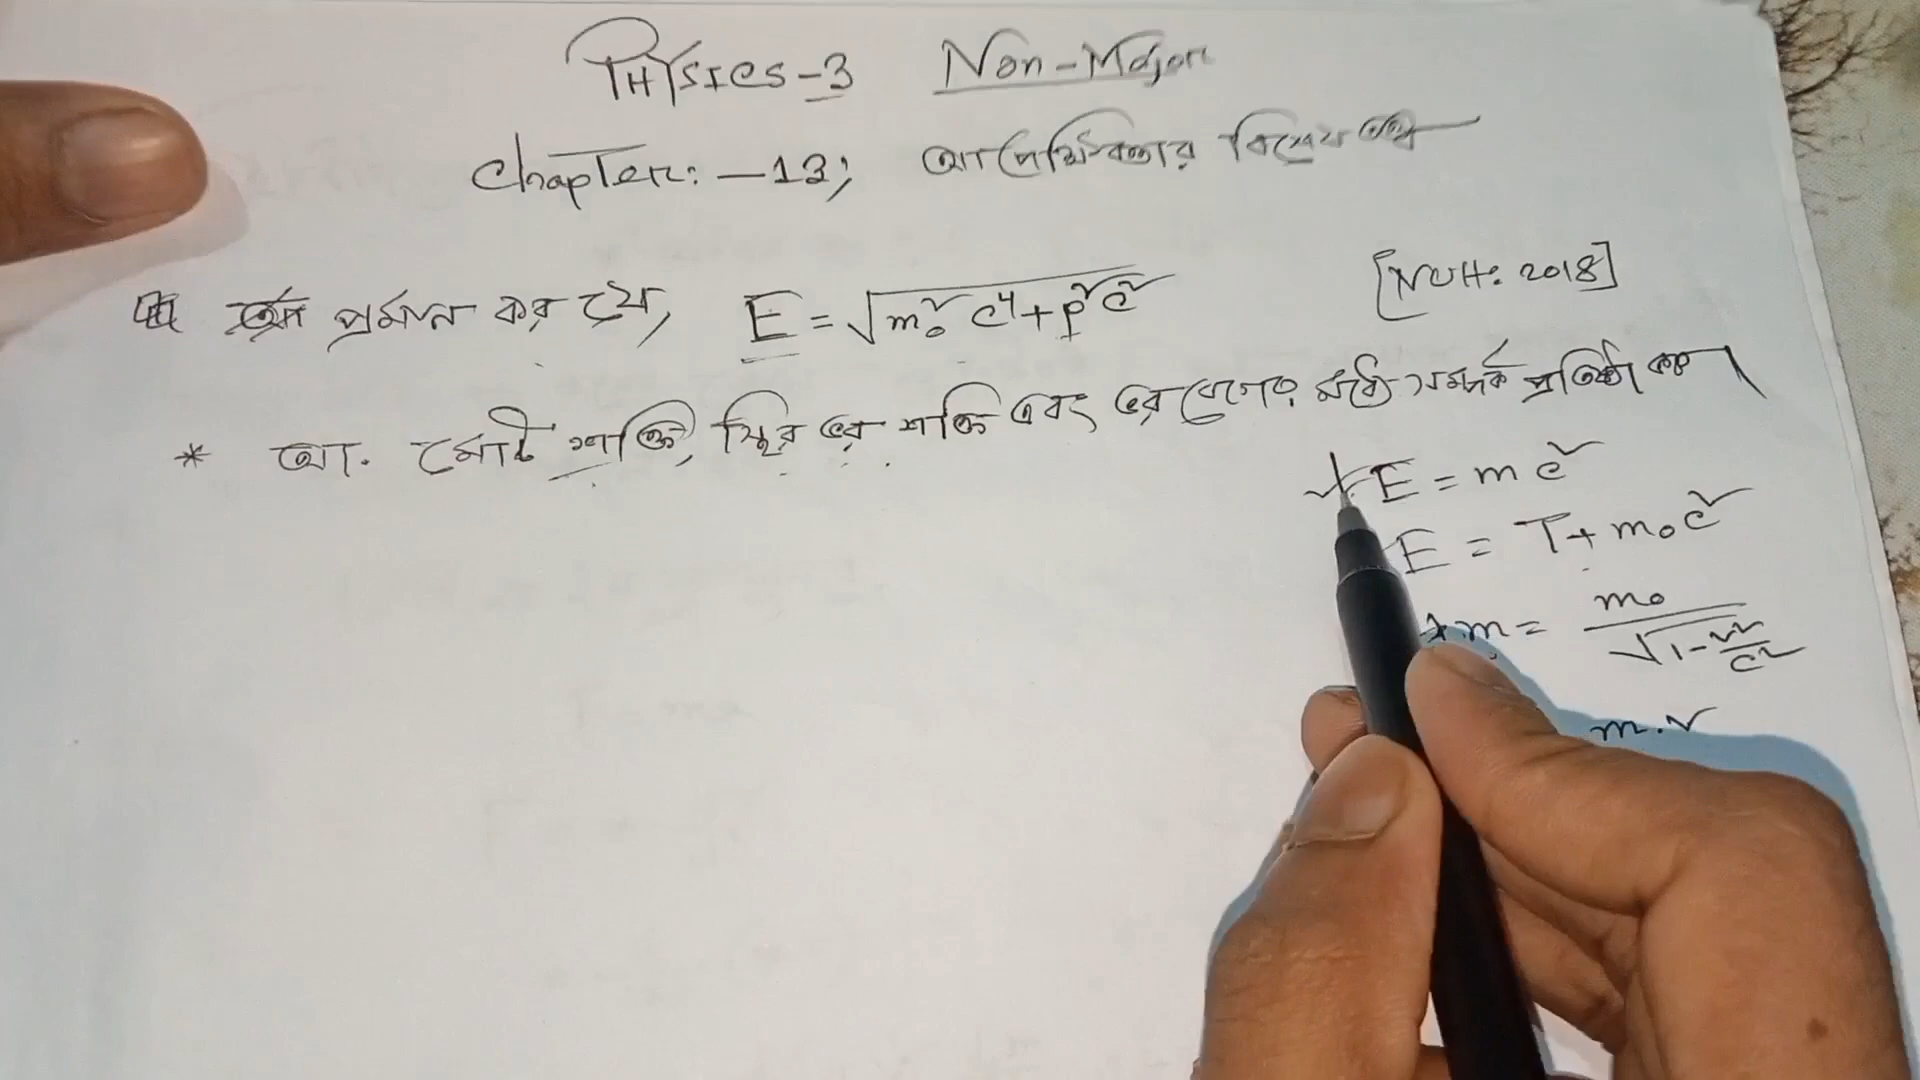 Physics-3 Non-Major
Chapter:-13; আপেক্ষিকতার বিশেষ তত্ত্ব
প্রমান কর যে, E = √m₀²c⁴+p²c² [NUH: 2018]
* আ. মোট শক্তি, স্থির ভর শক্তি এবং ভর বেগের মধ্যে সম্পর্ক প্রতিষ্ঠা কর।
E = mc²
E = T + m₀c²
* m = m₀/√1-v²/c²
m.v